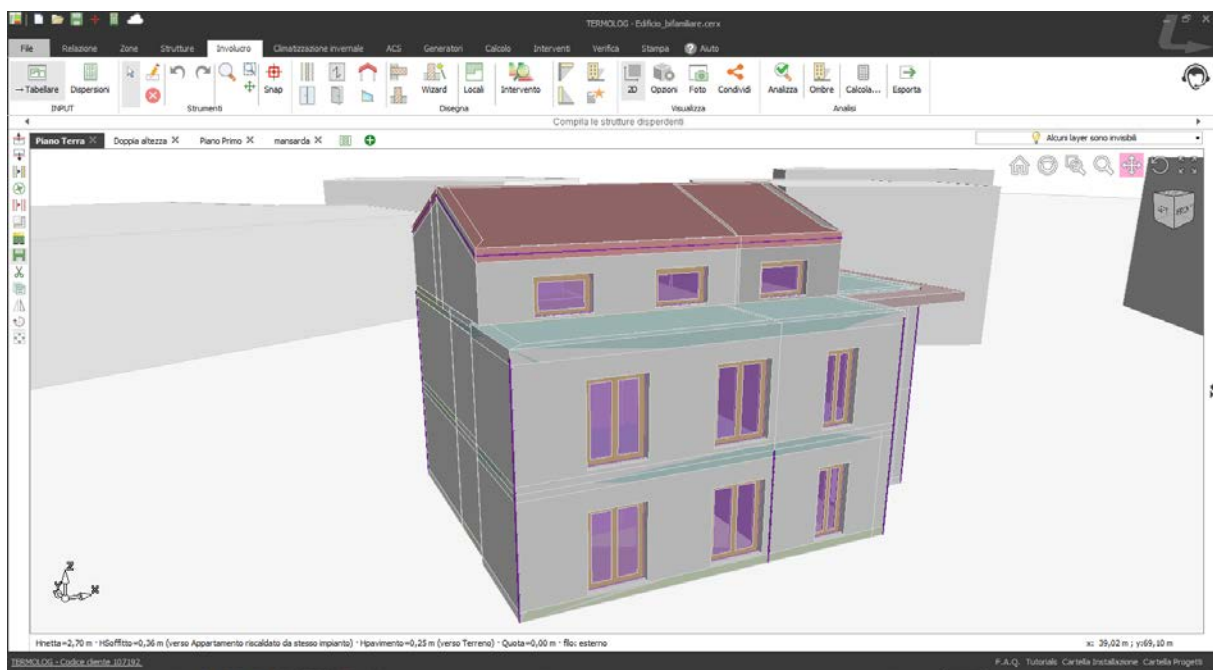 TERMOLOG - Edificio_bifamiliare.cerx
File Relazione Zone Strutture Involucro Climatizzazione invernale ACS Generatori Calcolo Interventi Verifica Stampa Aiuto
→ Tabellare Dispersioni Snap Wizard Locali Intervento 2D Opzioni Foto Condividi Analizza Ombre Calcola... Esporta
INPUT Strumenti Disegna Visualizza Analisi
Compila le strutture disperdenti
Piano Terra Doppia altezza Piano Primo mansarda Alcuni layer sono invisibili
Z
Y X
Hnetta=2,70 m - HSoffitto=0,36 m (verso Appartamento riscaldato da stesso impianto) - Hpavimento=0,25 m (verso Terreno) - Quota=0,00 m - filo: esterno x: 39,02 m ; y:69,10 m
TERMOLOG - Codice cliente 107192 F.A.Q. Tutorials Cartella Installazione Cartella Progetti